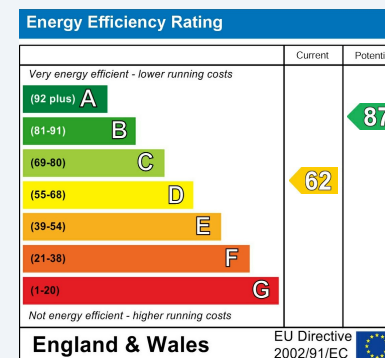 Energy Efficiency Rating
Current Potenti
Very energy efficient - lower running costs
(92 plus) A
(81-91) B
87
(69-80) C
(55-68) D
62
(39-54) E
(21-38) F
(1-20) G
Not energy efficient - higher running costs
England & Wales
EU Directive
2002/91/EC